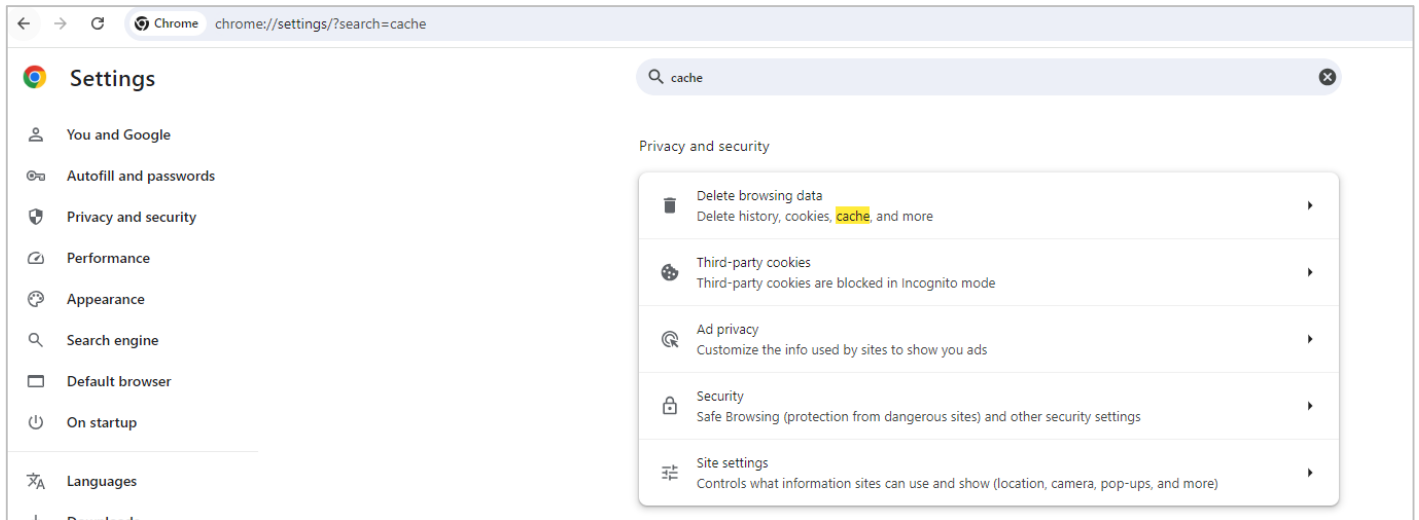 Chrome chrome://settings/?search=cache
Settings
cache
You and Google
Autofill and passwords
Privacy and security
Performance
Appearance
Search engine
Default browser
On startup
Languages
Downloads
Privacy and security
Delete browsing data
Delete history, cookies, cache, and more
Third-party cookies
Third-party cookies are blocked in Incognito mode
Ad privacy
Customize the info used by sites to show you ads
Security
Safe Browsing (protection from dangerous sites) and other security settings
Site settings
Controls what information sites can use and show (location, camera, pop-ups, and more)